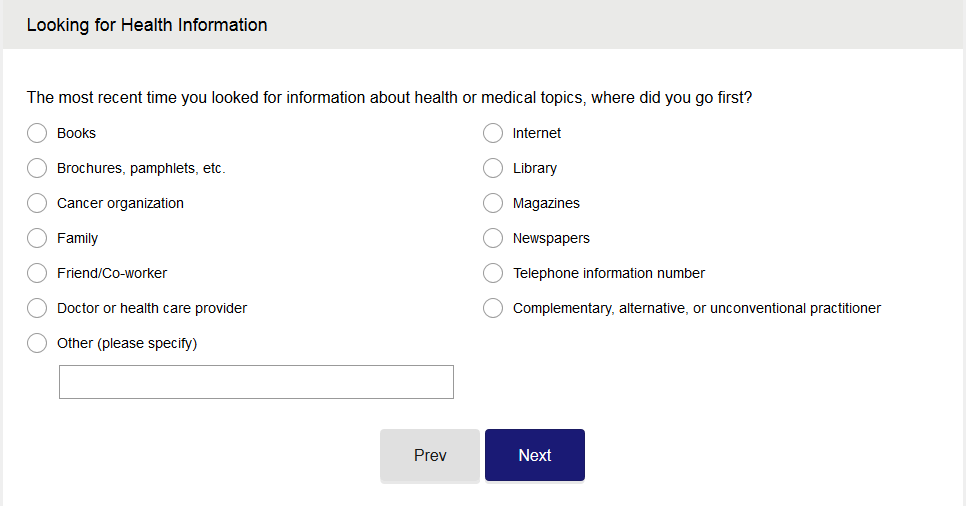 Looking for Health Information
The most recent time you looked for information about health or medical topics, where did you go first?
Books
Brochures, pamphlets, etc.
Cancer organization
Family
Friend/Co-worker
Doctor or health care provider
Other (please specify)
Internet
Library
Magazines
Newspapers
Telephone information number
Complementary, alternative, or unconventional practitioner
Prev
Next